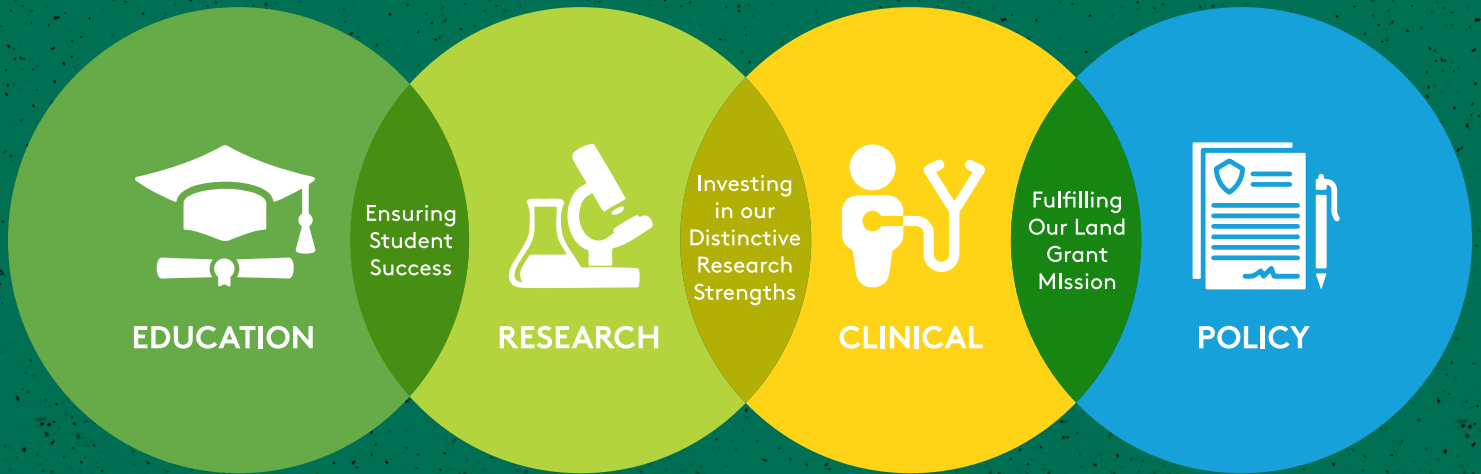 Ensuring
Student
Success
Investing
in our
Distinctive
Research
Strengths
Fulfilling
Our Land
Grant
MIssion
EDUCATION
RESEARCH
CLINICAL
POLICY